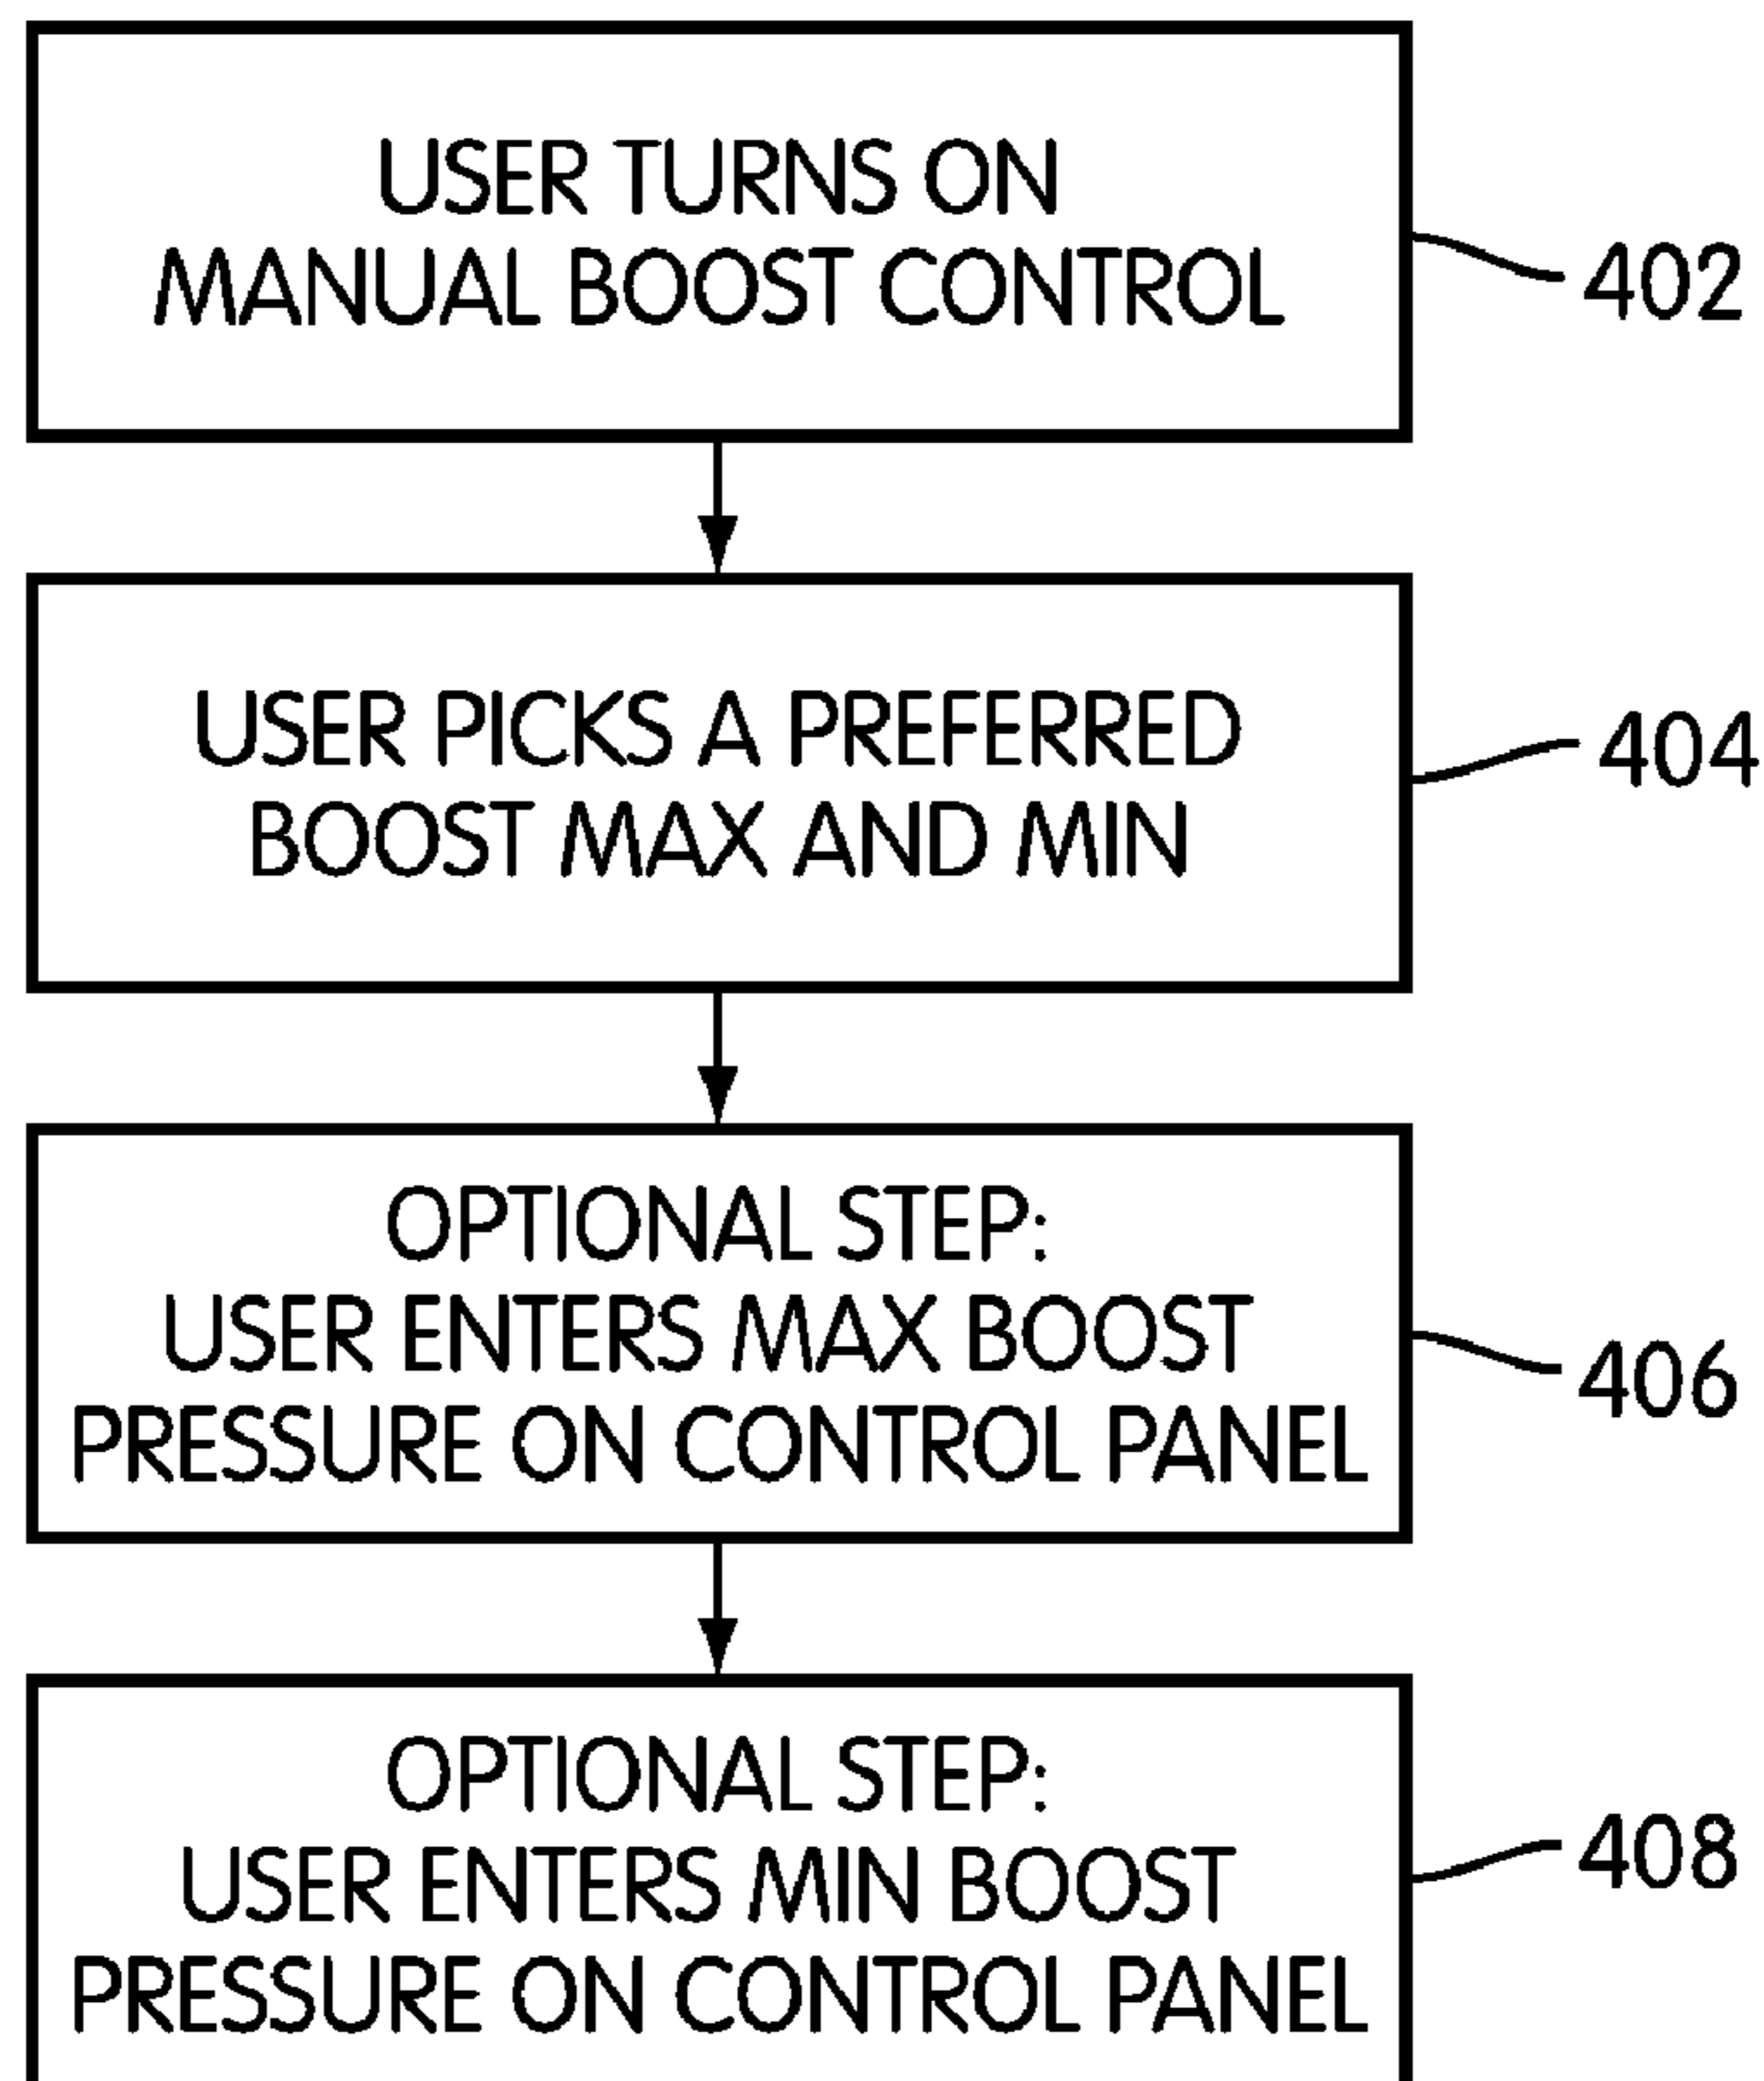 USER TURNS ON
MANUAL BOOST CONTROL
402
USER PICKS A PREFERRED
BOOST MAX AND MIN
404
OPTIONAL STEP:
USER ENTERS MAX BOOST
PRESSURE ON CONTROL PANEL
406
OPTIONAL STEP:
USER ENTERS MIN BOOST
PRESSURE ON CONTROL PANEL
408